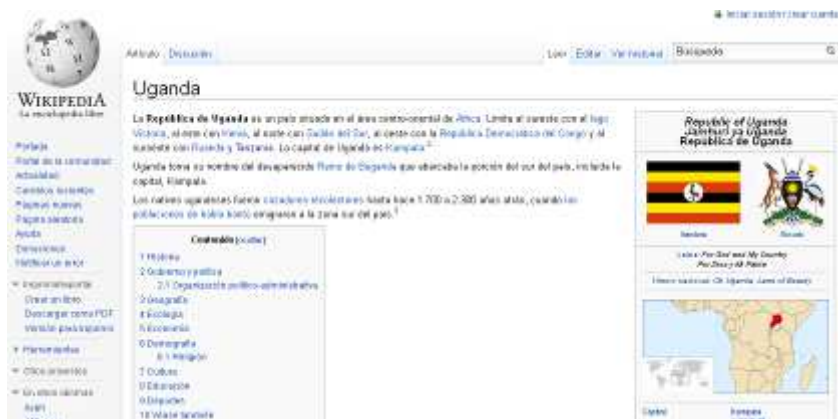 Iniciar sesión / crear cuenta
WIKIPEDIA
La enciclopedia libre
Artículo Discusión
Leer Editar Ver historial Búsqueda
Uganda
La República de Uganda es un país situado en el área centro-oriental de África. Limita al sureste con el lago
Victoria, al este con Kenia, al norte con Sudán del Sur, al oeste con la República Democrática del Congo y al
suroeste con Ruanda y Tanzania. La capital de Uganda es Kampala.
Uganda toma su nombre del desaparecido Reino de Buganda que abarcaba la porción del sur del país, incluida la
capital, Kampala.
Los nativos ugandeses fueron cazadores recolectores hasta hace 1.700 a 2.300 años atrás, cuando las
poblaciones de habla bantú emigraron a la zona sur del país.
Contenido [ocultar]
1 Historia
2 Gobierno y política
2.1 Organización político-administrativa
3 Geografía
4 Ecología
5 Economía
6 Demografía
6.1 Religión
7 Cultura
8 Educación
9 Deportes
10 Véase también
Republic of Uganda
Jamhuri ya Uganda
República de Uganda
Bandera Escudo
Lema: For God and My Country
Por Dios y Mi Patria
Himno nacional: Oh Uganda, Land of Beauty
Capital Kampala
Portada
Portal de la comunidad
Actualidad
Cambios recientes
Páginas nuevas
Página aleatoria
Ayuda
Donaciones
Notificar un error
Imprimir/exportar
Crear un libro
Descargar como PDF
Versión para imprimir
Herramientas
Otros proyectos
En otros idiomas